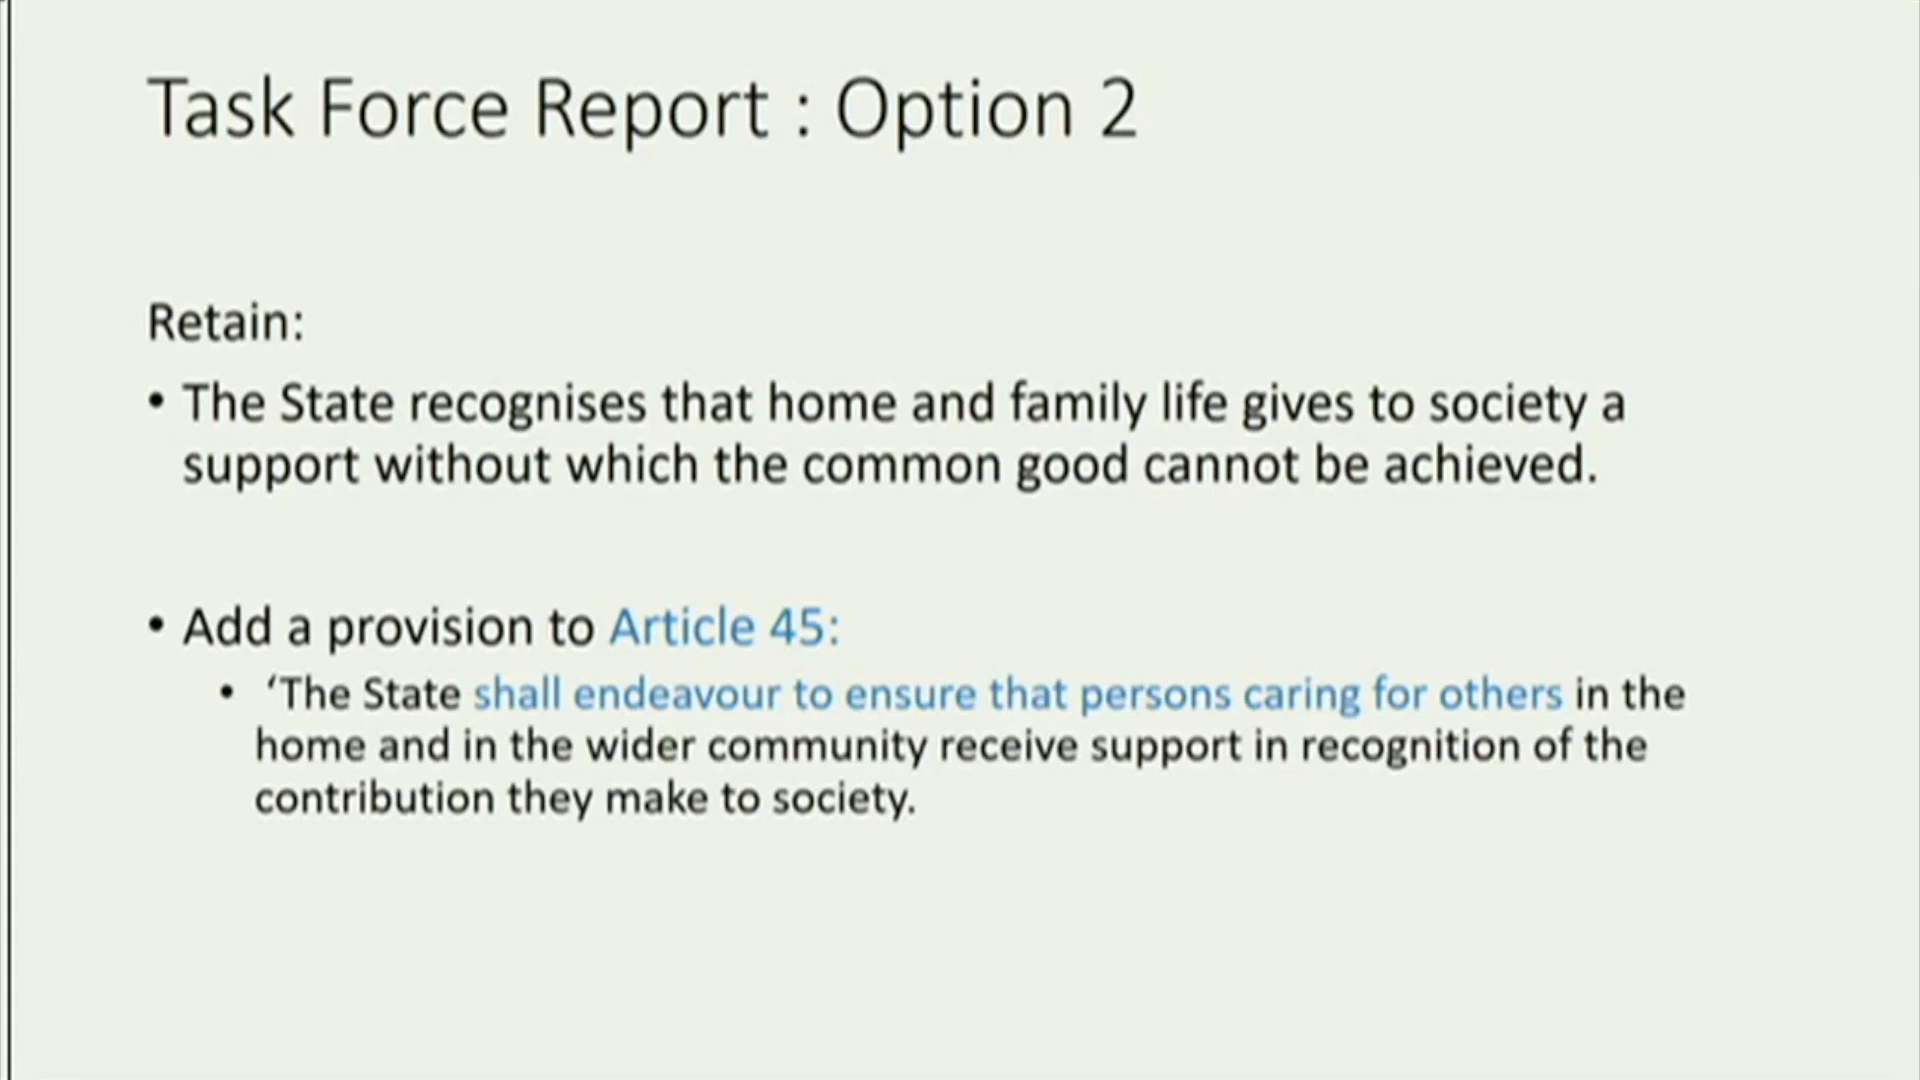 Task Force Report : Option 2
Retain:
• The State recognises that home and family life gives to society a
support without which the common good cannot be achieved.
• Add a provision to Article 45:
• ‘The State shall endeavour to ensure that persons caring for others in the
home and in the wider community receive support in recognition of the
contribution they make to society.